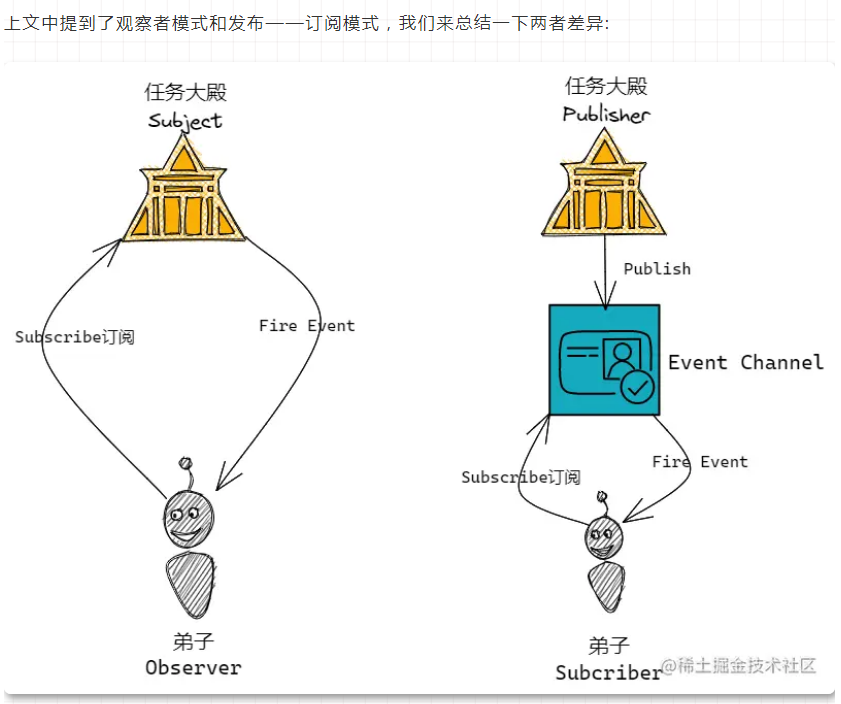 上文中提到了观察者模式和发布——订阅模式，我们来总结一下两者差异:
任务大殿
Subject
Subscribe订阅
Fire Event
弟子
Observer
任务大殿
Publisher
Publish
Event Channel
Subscribe订阅
Fire Event
弟子
Subcriber
@稀土掘金技术社区